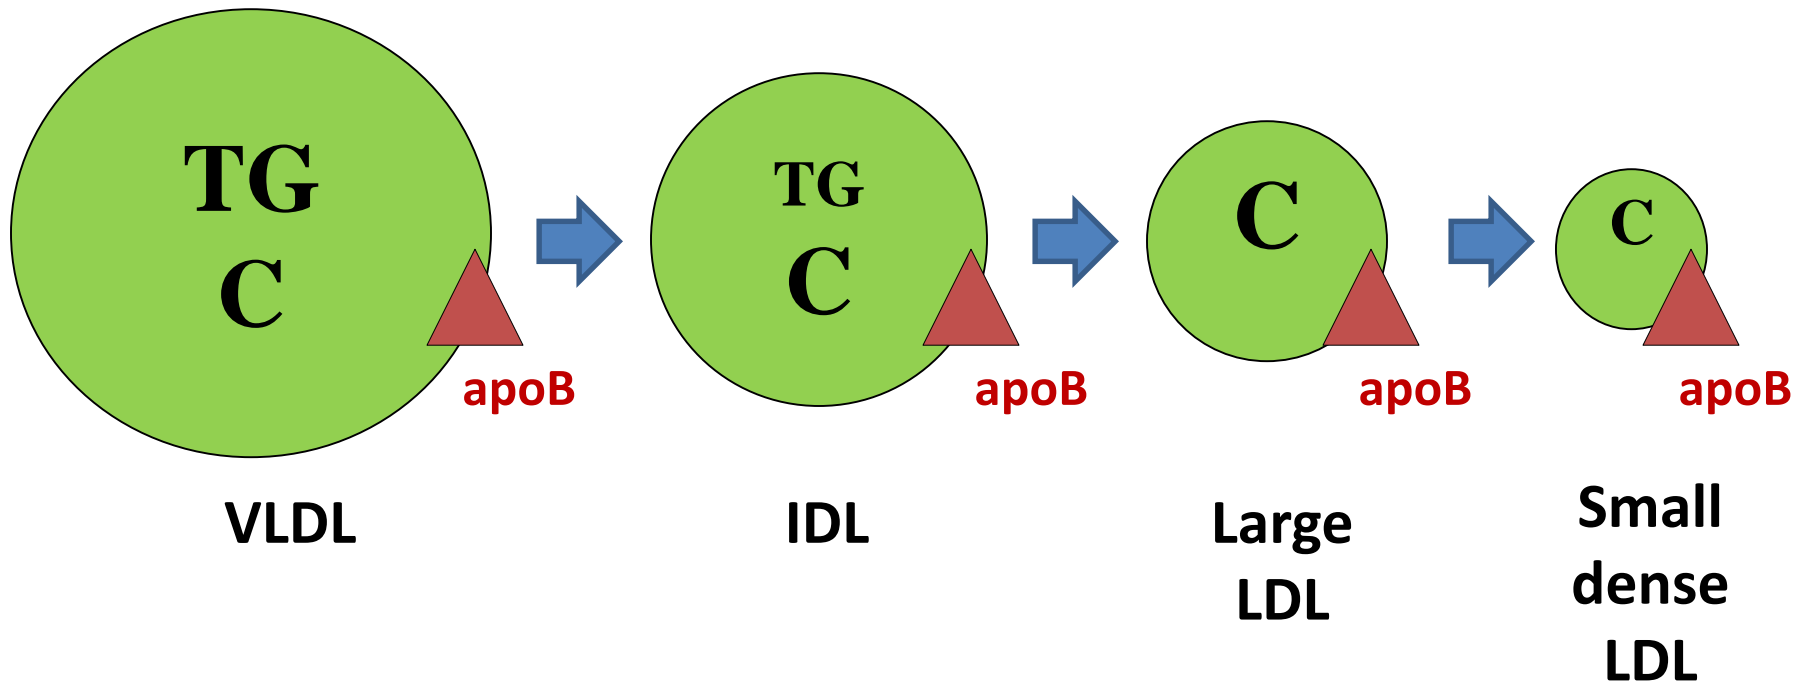 TG
C
apoB
VLDL
TG
C
apoB
IDL
C
apoB
Large
LDL
C
apoB
Small
dense
LDL